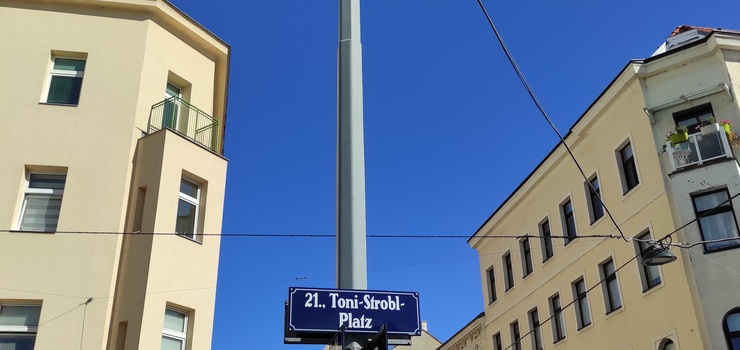 21., Toni-Strobl-
Platz